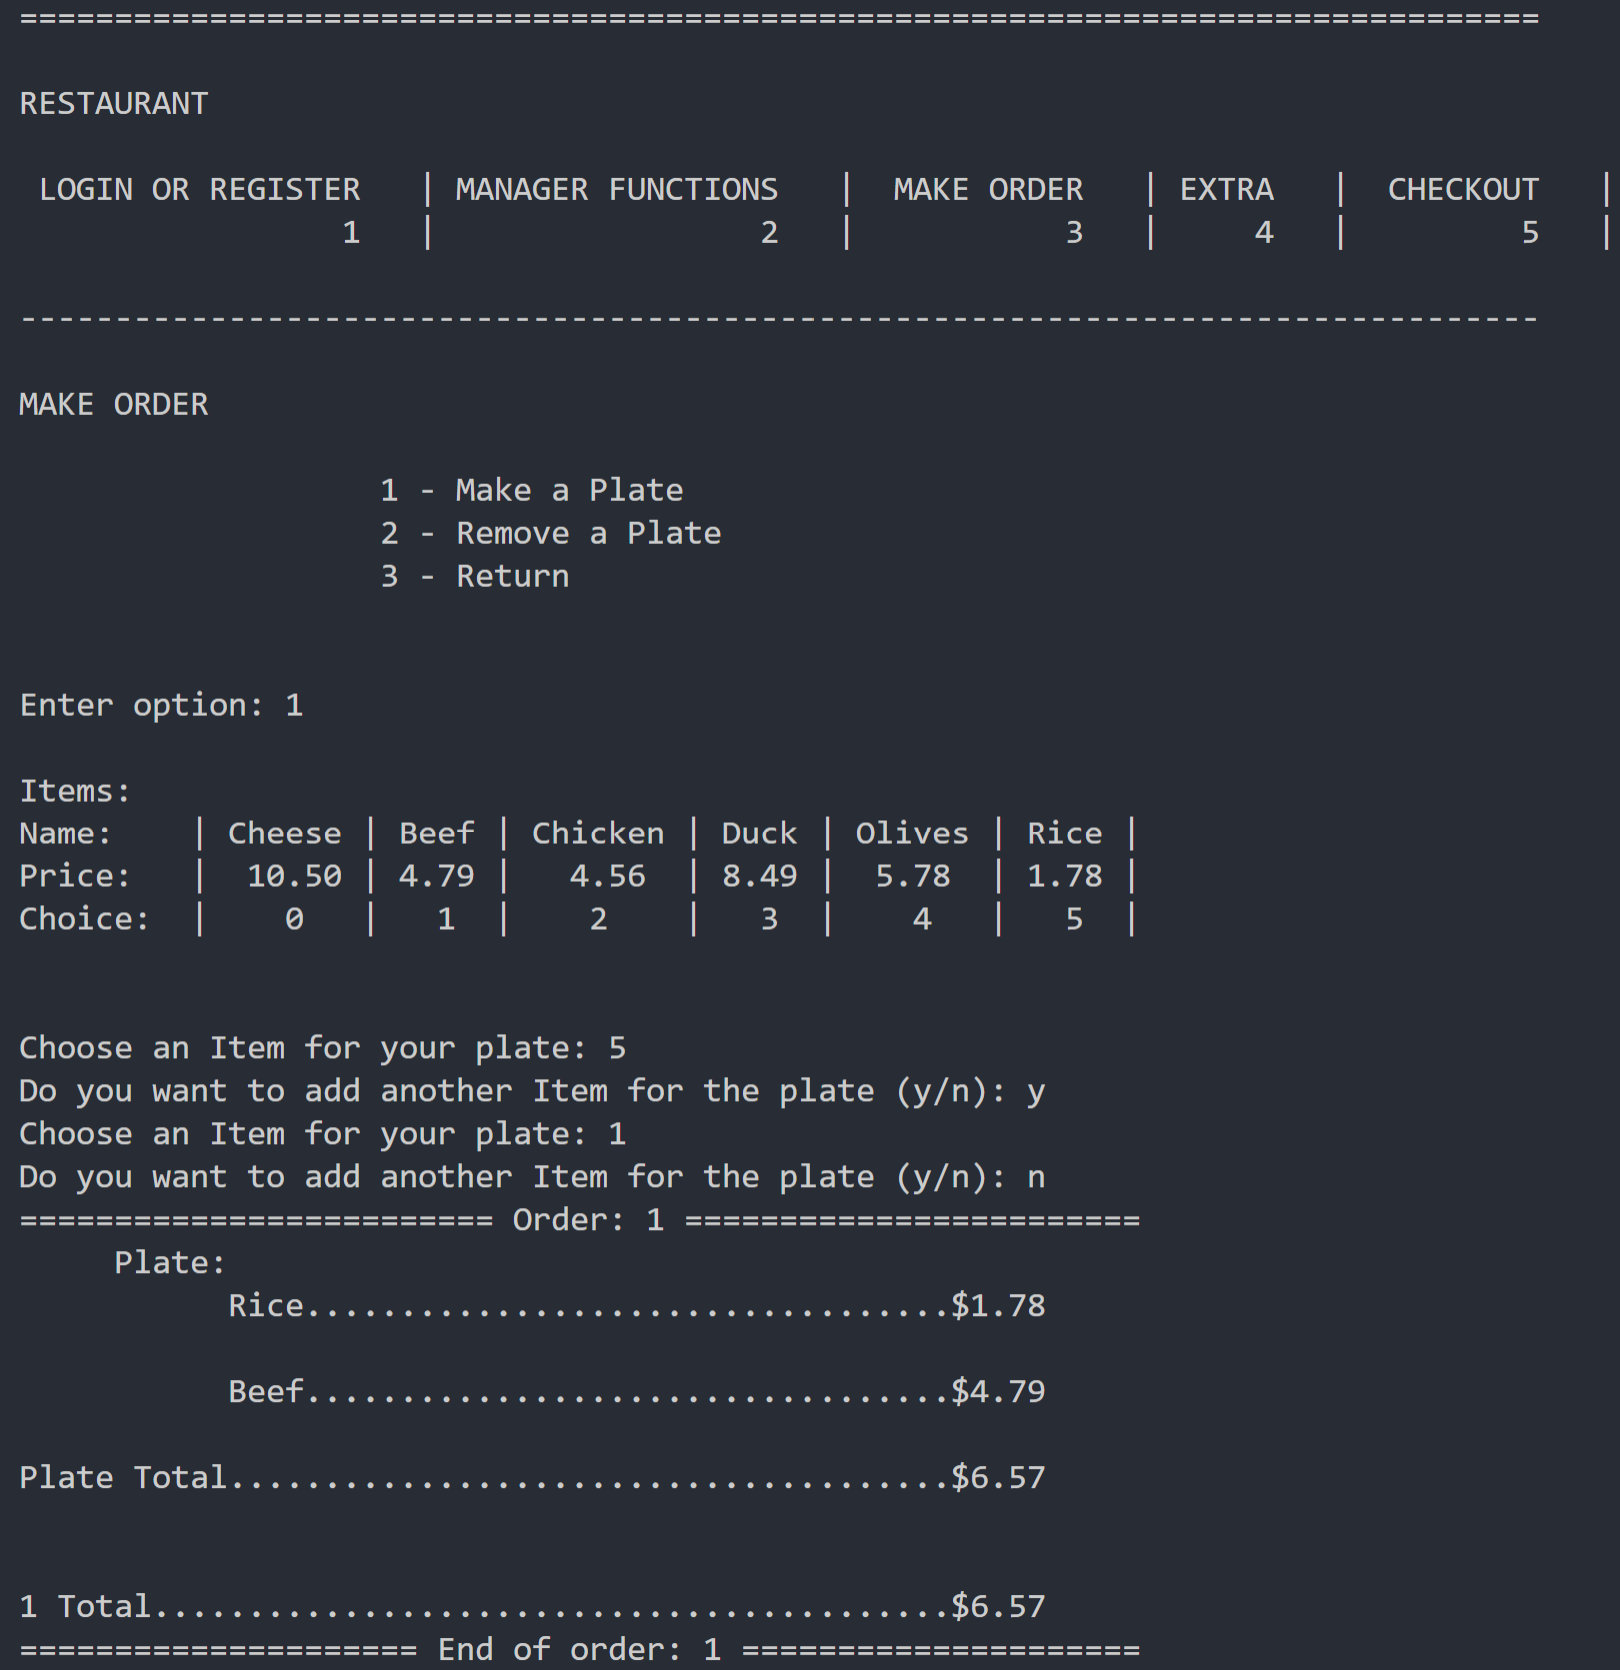 ================================================================================
RESTAURANT
 LOGIN OR REGISTER   | MANAGER FUNCTIONS   |  MAKE ORDER   | EXTRA   |  CHECKOUT   |
                 1   |                 2   |           3   |     4   |         5   |
--------------------------------------------------------------------------------
MAKE ORDER
                   1 - Make a Plate
                   2 - Remove a Plate
                   3 - Return
Enter option: 1
Items:
Name:    | Cheese | Beef | Chicken | Duck | Olives | Rice |
Price:   |  10.50 | 4.79 |   4.56  | 8.49 |  5.78  | 1.78 |
Choice:  |    0   |   1  |    2    |   3  |    4   |   5  |
Choose an Item for your plate: 5
Do you want to add another Item for the plate (y/n): y
Choose an Item for your plate: 1
Do you want to add another Item for the plate (y/n): n
========================= Order: 1 ========================
     Plate:
           Rice..................................$1.78
           Beef..................................$4.79
Plate Total......................................$6.57
1 Total..........................................$6.57
===================== End of order: 1 =====================